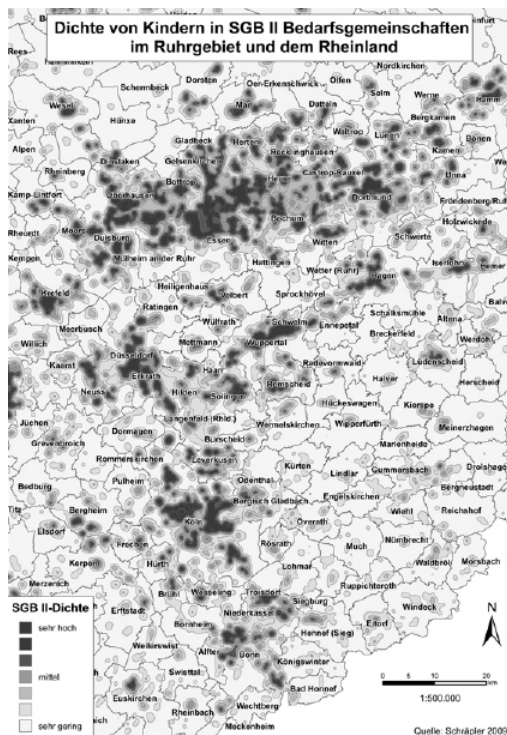 Dichte von Kindern in SGB II Bedarfsgemeinschaften
im Ruhrgebiet und dem Rheinland
Rees
Nordkirchen
Schermbeck
Dorsten
Oer-Erkenschwick
Olfen
Selm
Werne
Hamm
Wesel
Marl
Datteln
Bergkamen
Xanten
Hünxe
Waltrop
Lünen
Bönen
Alpen
Gladbeck
Herten
Recklinghausen
Kamen
Dinslaken
Gelsenkirchen
Unna
Rheinberg
Bottrop
Herne
Castrop-Rauxel
Kamp-Lintfort
Oberhausen
Dortmund
Fröndenberg/Ruhr
Bochum
Holzwickede
Rheurdt
Moers
Duisburg
Essen
Witten
Schwerte
Kempen
Mülheim an der Ruhr
Hattingen
Wetter (Ruhr)
Iserlohn
Hemer
Hagen
Krefeld
Heiligenhaus
Velbert
Sprockhövel
Ratingen
Schalksmühle
Altena
Meerbusch
Wülfrath
Schwelm
Ennepetal
Breckerfeld
Willich
Mettmann
Wuppertal
Werdohl
Düsseldorf
Radevormwald
Lüdenscheid
Kaarst
Erkrath
Haan
Remscheid
Halver
Herscheid
Neuss
Hilden
Solingen
Hückeswagen
Kierspe
Jüchen
Langenfeld (Rhld.)
Wermelskirchen
Wipperfürth
Meinerzhagen
Dormagen
Grevenbroich
Burscheid
Marienheide
Rommerskirchen
Leverkusen
Kürten
Drolshagen
Bedburg
Pulheim
Odenthal
Lindlar
Gummersbach
Bergneustadt
Bergisch Gladbach
Engelskirchen
Bergheim
Köln
Wiehl
Reichshof
Elsdorf
Overath
Frechen
Rösrath
Nümbrecht
Kerpen
Hürth
Much
Waldbröl
Morsbach
Merzenich
Lohmar
Brühl
Wesseling
Troisdorf
Ruppichteroth
SGB II-Dichte
Erftstadt
Niederkassel
Siegburg
Windeck
N
sehr hoch
Bornheim
Hennef (Sieg)
Eitorf
Weilerswist
Alfter
Bonn
Königswinter
mittel
Swisttal
Bad Honnef
0
5
10
20
km
Euskirchen
Wachtberg
1:500.000
Rheinbach
sehr gering
Meckenheim
Quelle: Schräpler 2009